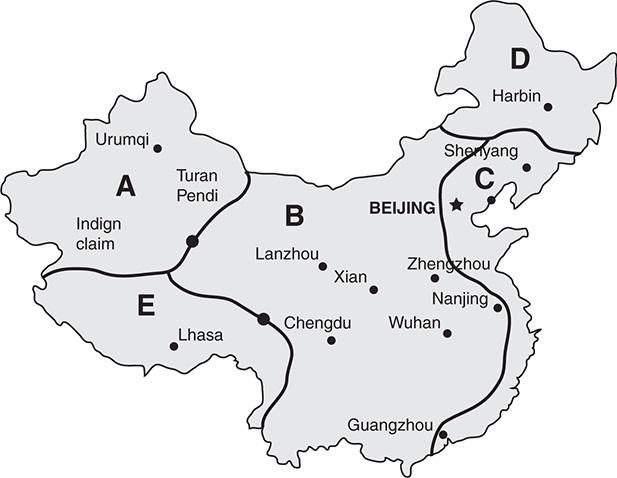 D
Harbin
Urumqi
Shenyang
A
Turan
Pendi
C
B
BEIJING
Indign
claim
Lanzhou
Zhengzhou
Xian
E
Nanjing
Lhasa
Chengdu
Wuhan
Guangzhou